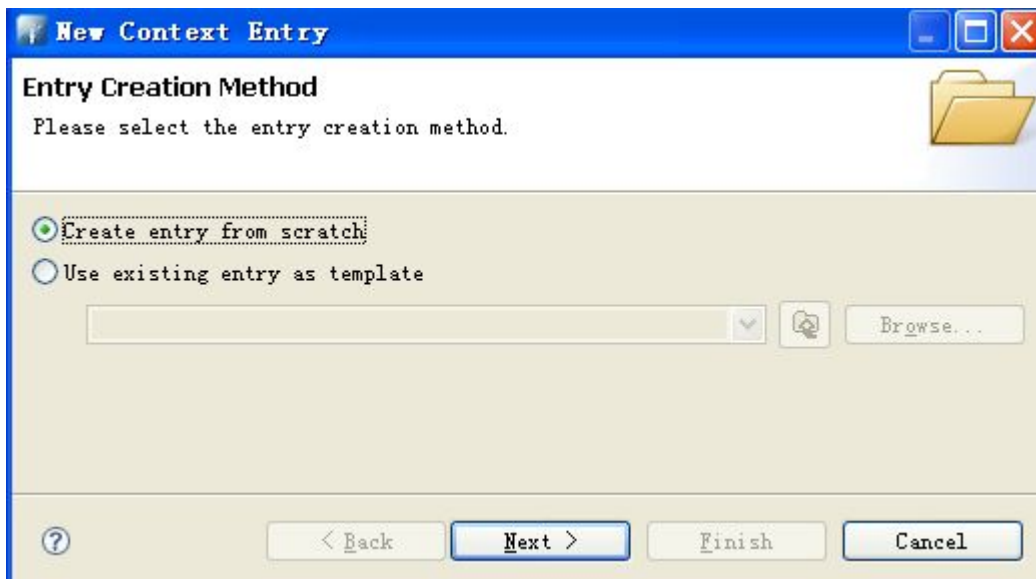 New Context Entry
Entry Creation Method
Please select the entry creation method.
Create entry from scratch
Use existing entry as template
Browse...
?
< Back Next > Finish Cancel